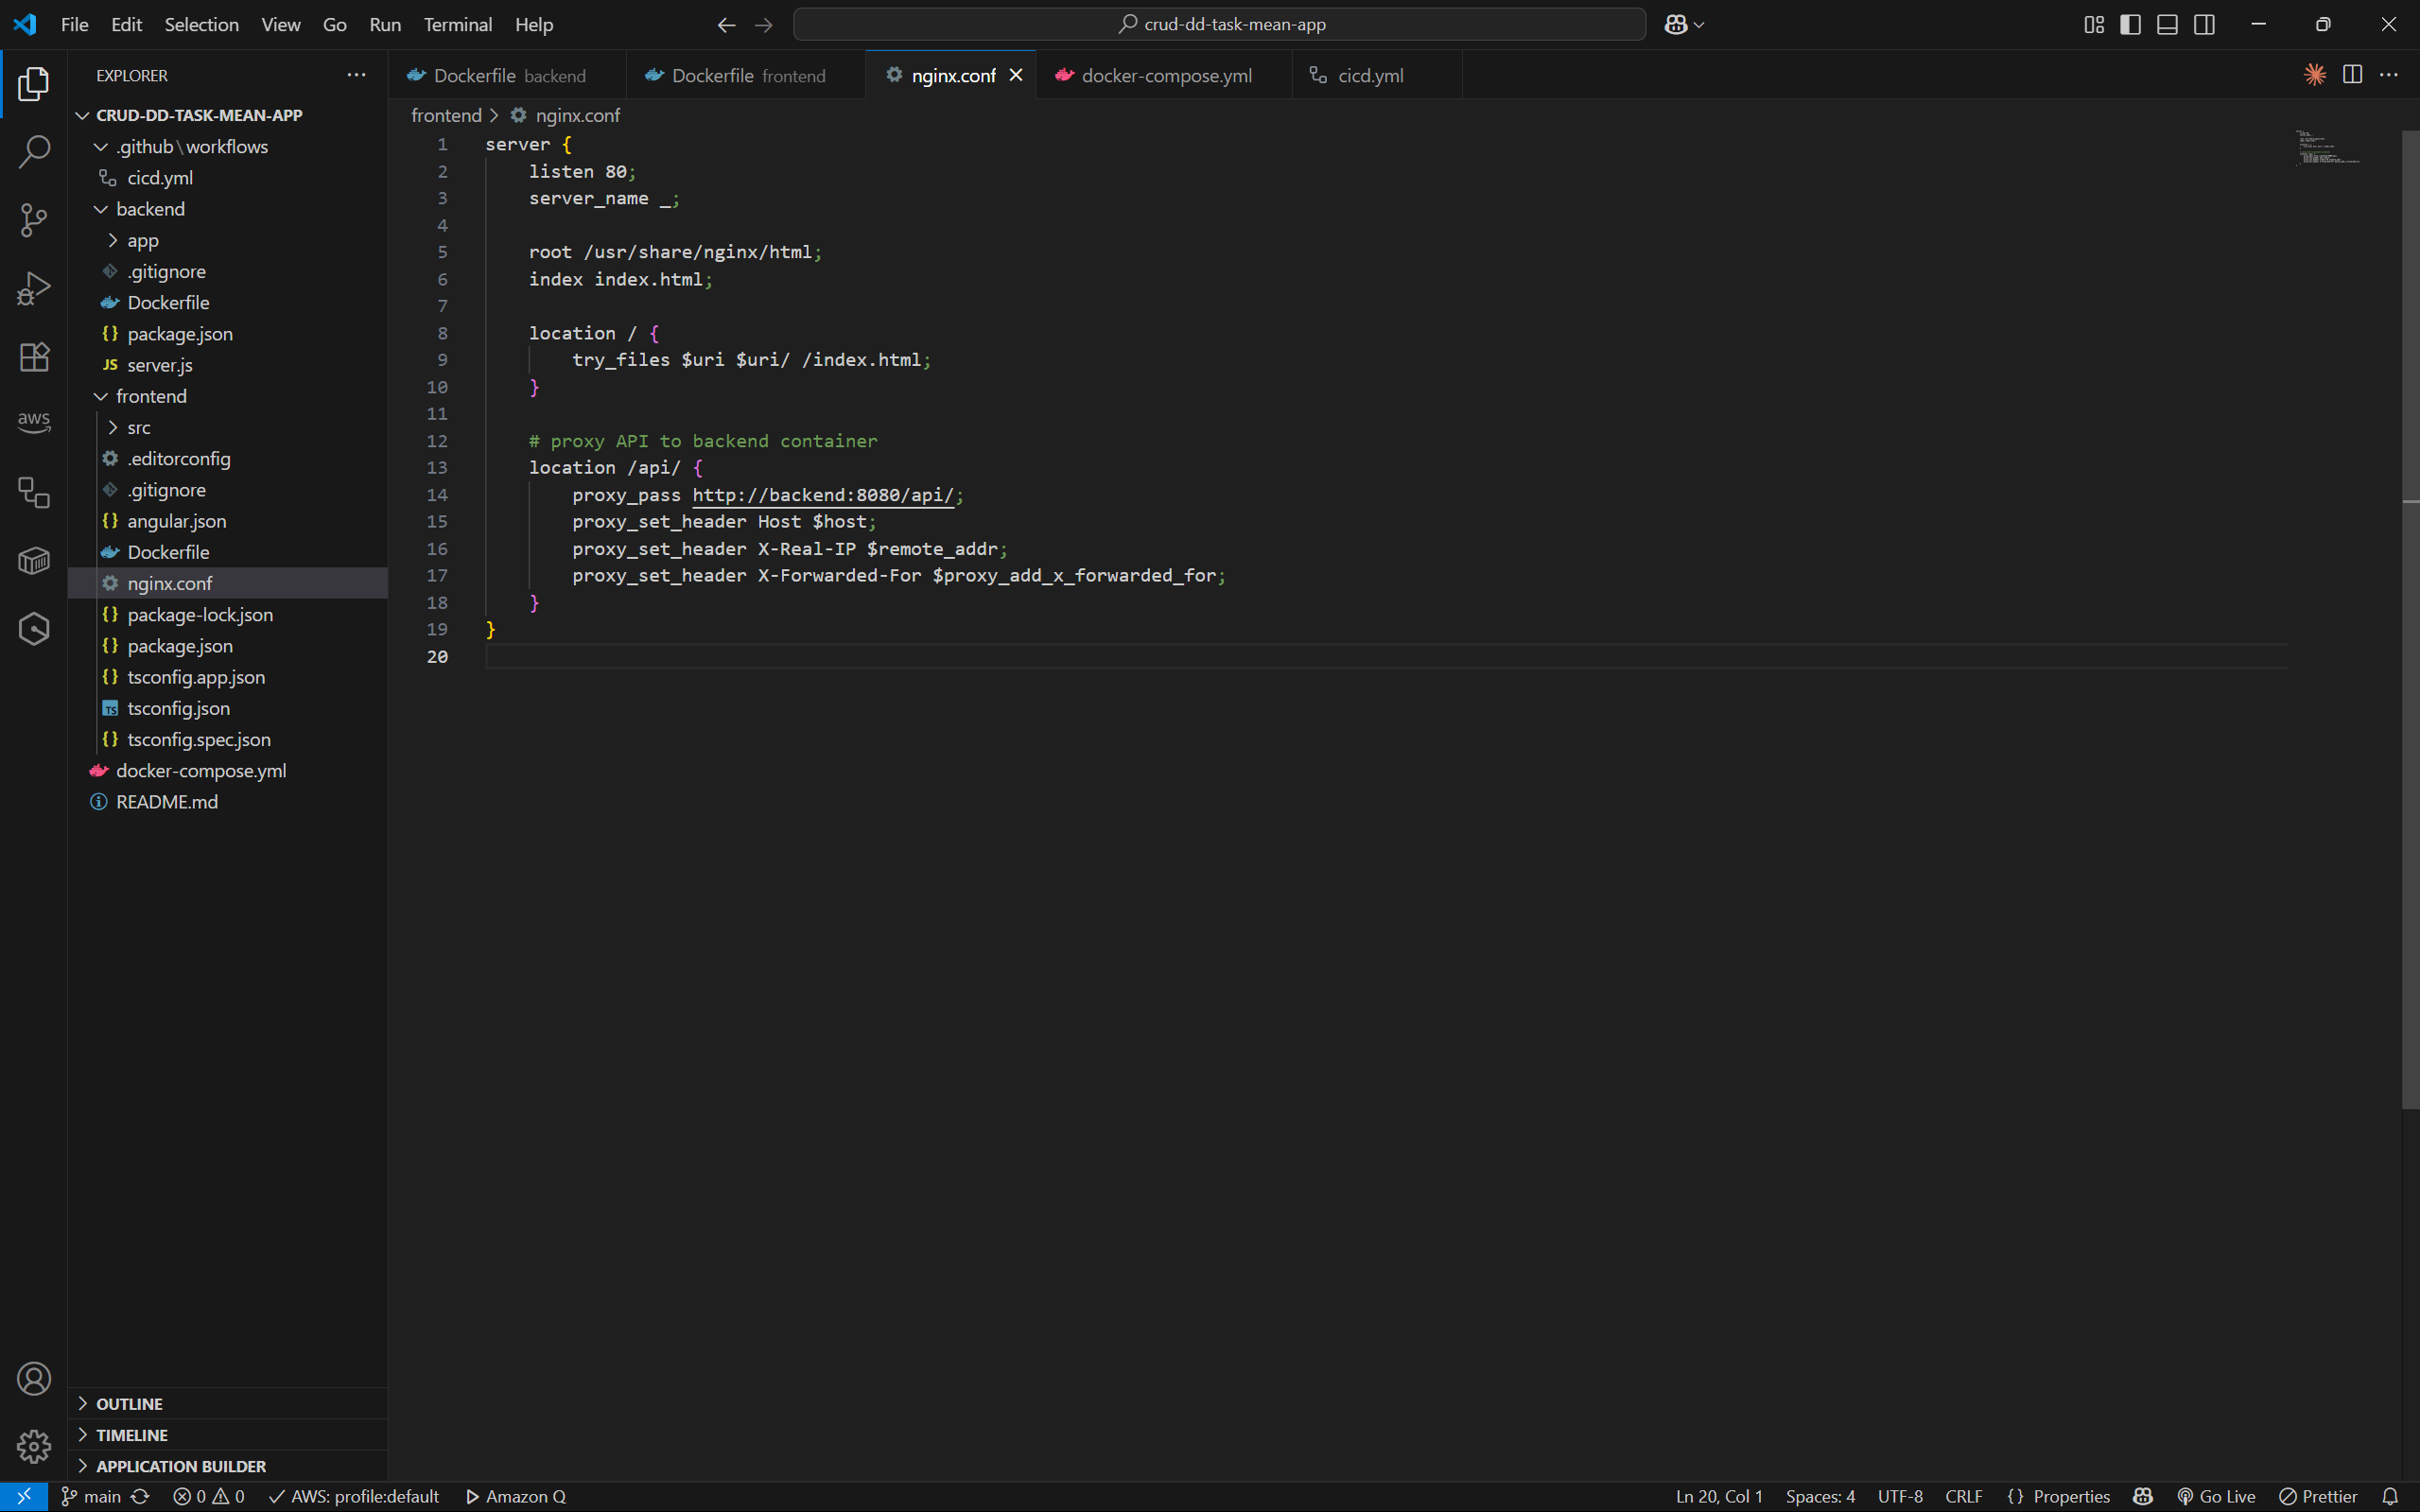 File Edit Selection View Go Run Terminal Help
crud-dd-task-mean-app
EXPLORER
CRUD-DD-TASK-MEAN-APP
.github\workflows
cicd.yml
backend
app
.gitignore
Dockerfile
package.json
JS server.js
frontend
src
.editorconfig
.gitignore
angular.json
Dockerfile
nginx.conf
package-lock.json
package.json
tsconfig.app.json
TS tsconfig.json
tsconfig.spec.json
docker-compose.yml
README.md
aws
OUTLINE
TIMELINE
APPLICATION BUILDER
Dockerfile backend Dockerfile frontend nginx.conf docker-compose.yml cicd.yml
frontend > nginx.conf
1 server {
2 listen 80;
3 server_name _;
4
5 root /usr/share/nginx/html;
6 index index.html;
7
8 location / {
9 try_files $uri $uri/ /index.html;
10 }
11
12 # proxy API to backend container
13 location /api/ {
14 proxy_pass http://backend:8080/api/;
15 proxy_set_header Host $host;
16 proxy_set_header X-Real-IP $remote_addr;
17 proxy_set_header X-Forwarded-For $proxy_add_x_forwarded_for;
18 }
19 }
20
main 0 0 AWS: profile:default Amazon Q Ln 20, Col 1 Spaces: 4 UTF-8 CRLF {} Properties Go Live Prettier